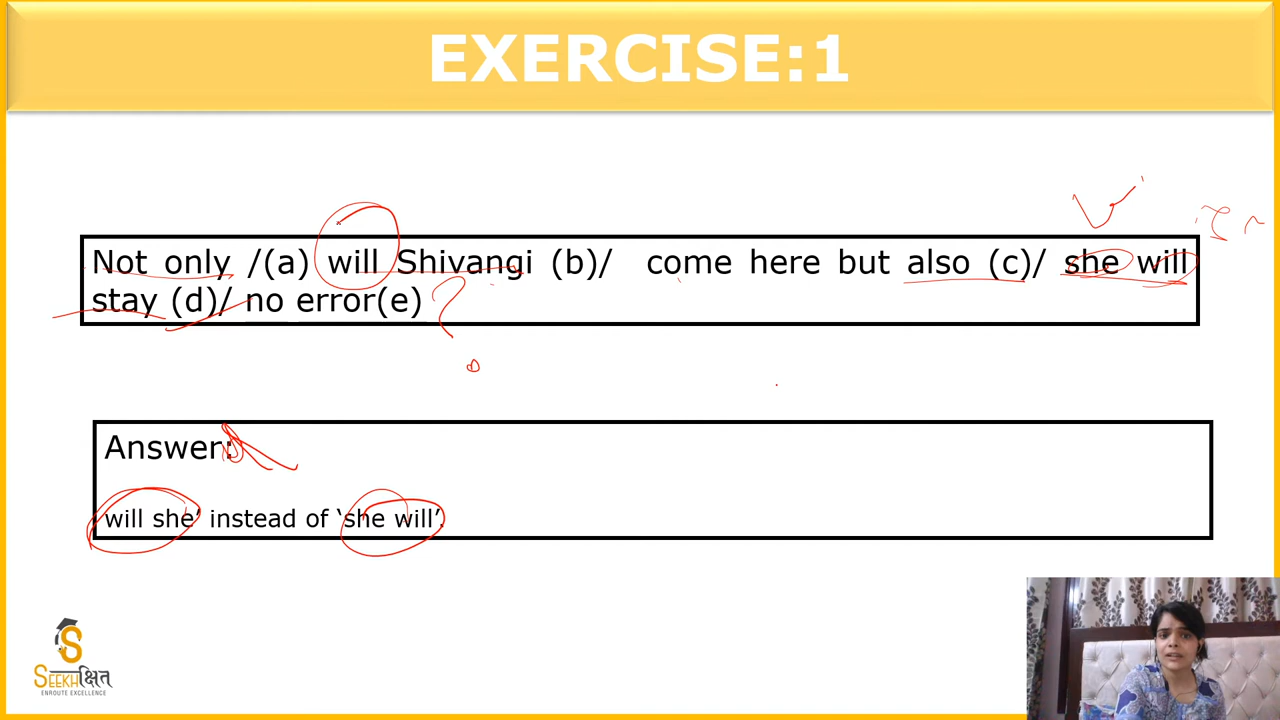 EXERCISE:1
Not only /(a) will Shivangi (b)/ come here but also (c)/ she will
stay (d)/ no error(e)
?
Answer:
will she’ instead of ‘she will’.
SEEKHक्षित
ENROUTE EXCELLENCE